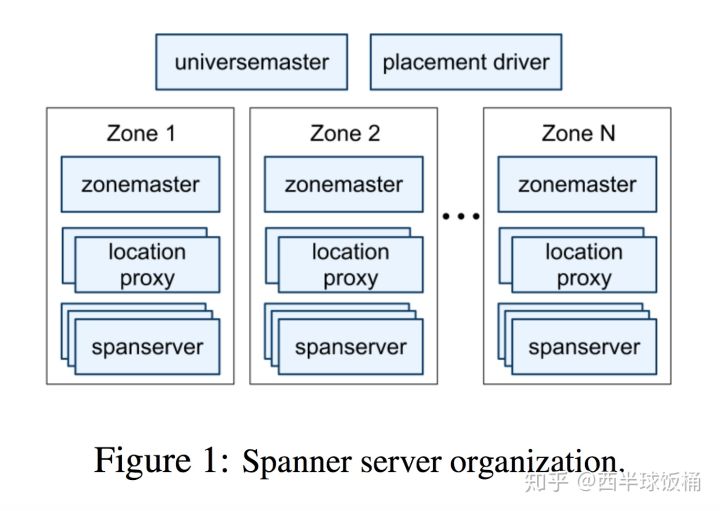 universemaster
placement driver
Zone 1
zonemaster
location
proxy
spanserver
Zone 2
zonemaster
location
proxy
spanserver
...
Zone N
zonemaster
location
proxy
spanserver
Figure 1: Spanner server organization.
知乎 @西半球饭桶